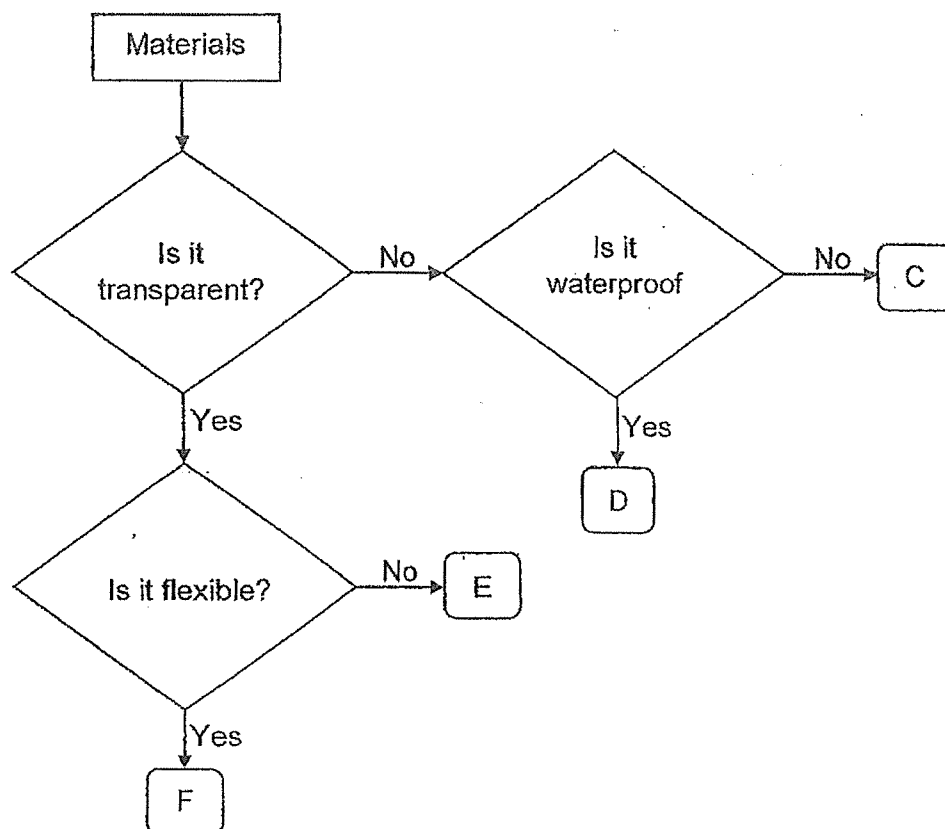 Materials
Is it
transparent?
No
Is it
waterproof
No
C
Yes
Yes
D
Is it flexible?
No
E
Yes
F